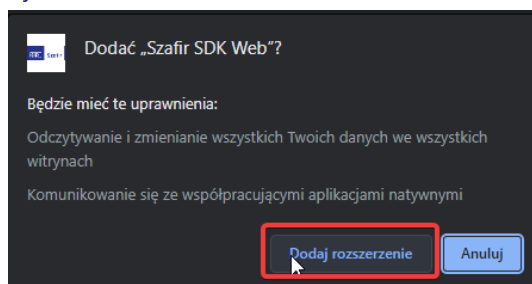 Dodać „Szafir SDK Web”?
Będzie mieć te uprawnienia:
Odczytywanie i zmienianie wszystkich Twoich danych we wszystkich
witrynach
Komunikowanie się ze współpracującymi aplikacjami natywnymi
Dodaj rozszerzenie
Anuluj